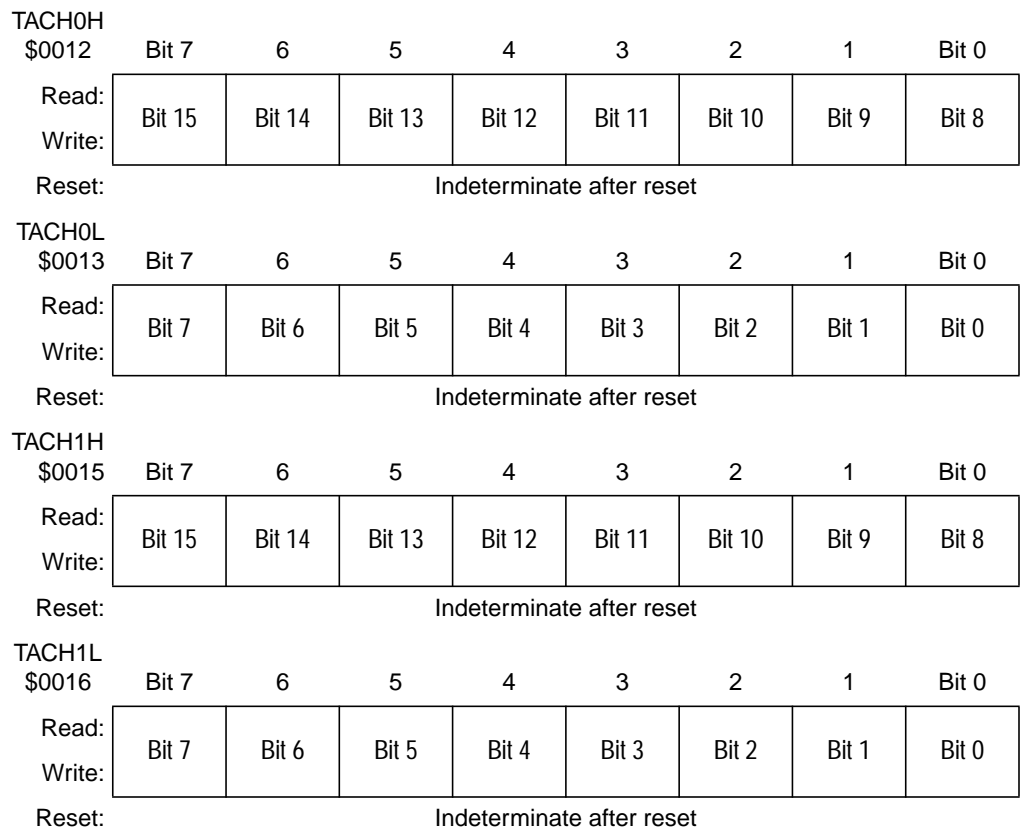 TACH0H
$0012 Bit 7 6 5 4 3 2 1 Bit 0
Read:
Bit 15 Bit 14 Bit 13 Bit 12 Bit 11 Bit 10 Bit 9 Bit 8
Write:
Reset: Indeterminate after reset
TACH0L
$0013 Bit 7 6 5 4 3 2 1 Bit 0
Read:
Bit 7 Bit 6 Bit 5 Bit 4 Bit 3 Bit 2 Bit 1 Bit 0
Write:
Reset: Indeterminate after reset
TACH1H
$0015 Bit 7 6 5 4 3 2 1 Bit 0
Read:
Bit 15 Bit 14 Bit 13 Bit 12 Bit 11 Bit 10 Bit 9 Bit 8
Write:
Reset: Indeterminate after reset
TACH1L
$0016 Bit 7 6 5 4 3 2 1 Bit 0
Read:
Bit 7 Bit 6 Bit 5 Bit 4 Bit 3 Bit 2 Bit 1 Bit 0
Write:
Reset: Indeterminate after reset